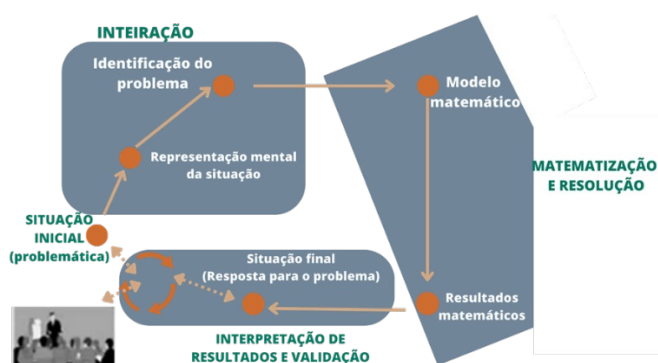 INTEIRAÇÃO
Identificação do
problema
Representação mental
da situação
SITUAÇÃO
INICIAL
(problemática)
Modelo
matemático
MATEMATIZAÇÃO
E RESOLUÇÃO
Resultados
matemáticos
Situação final
(Resposta para o problema)
INTERPRETAÇÃO DE
RESULTADOS E VALIDAÇÃO